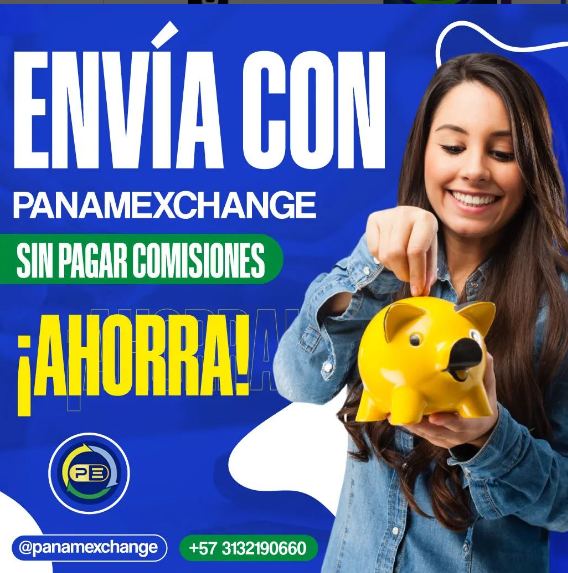 ENVÍA CON
PANAMEXCHANGE
SIN PAGAR COMISIONES
¡AHORRA!
PE
@panamexchange
+57 3132190660